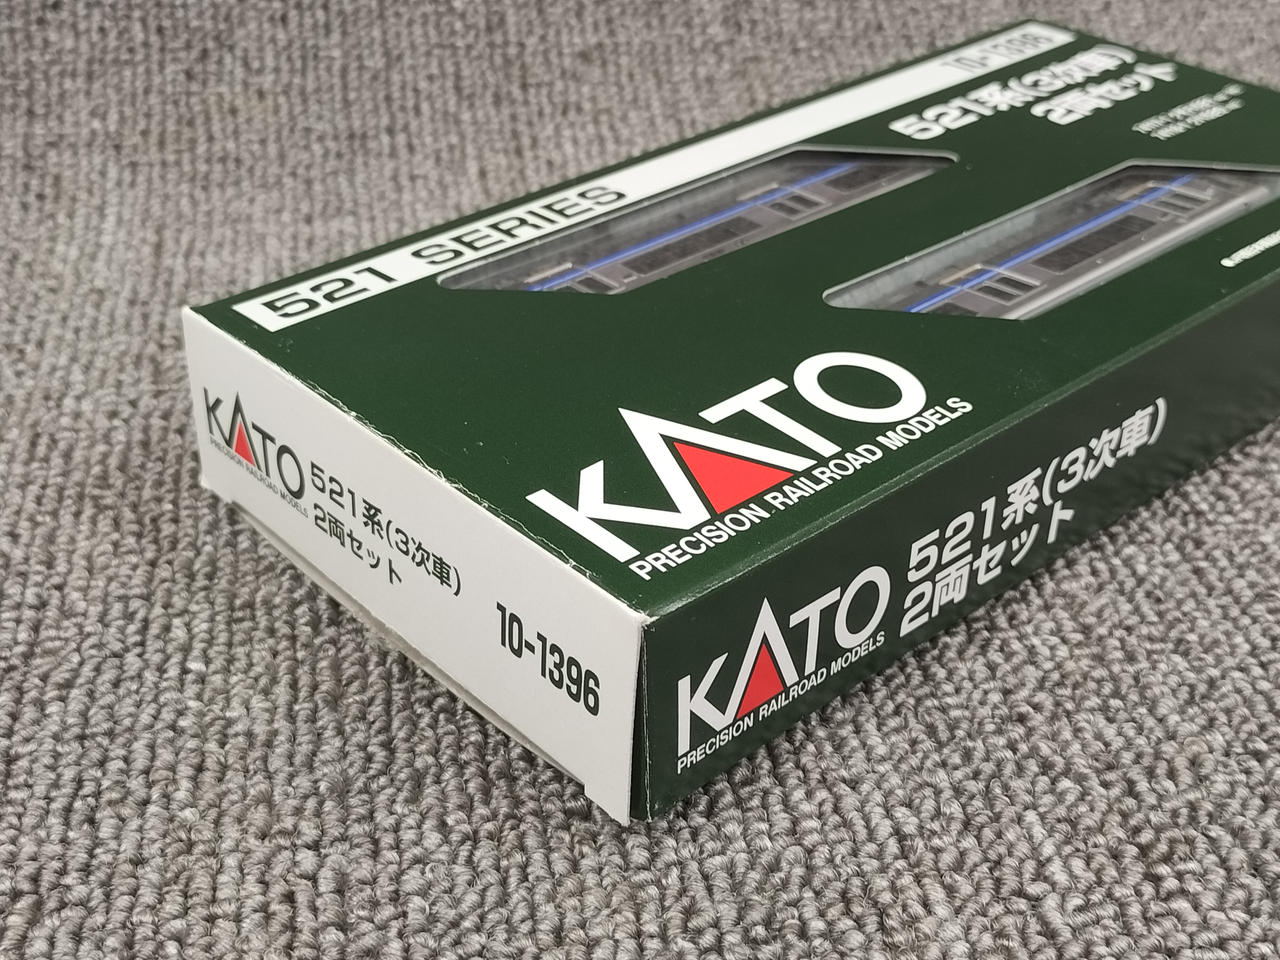 10-1396
521 SERIES
521系(3次車)
2両セット
KATO
PRECISION RAILROAD MODELS
KATO
PRECISION RAILROAD MODELS
521系(3次車)
2両セット
10-1396
KATO
PRECISION RAILROAD MODELS
521系(3次車)
2両セット